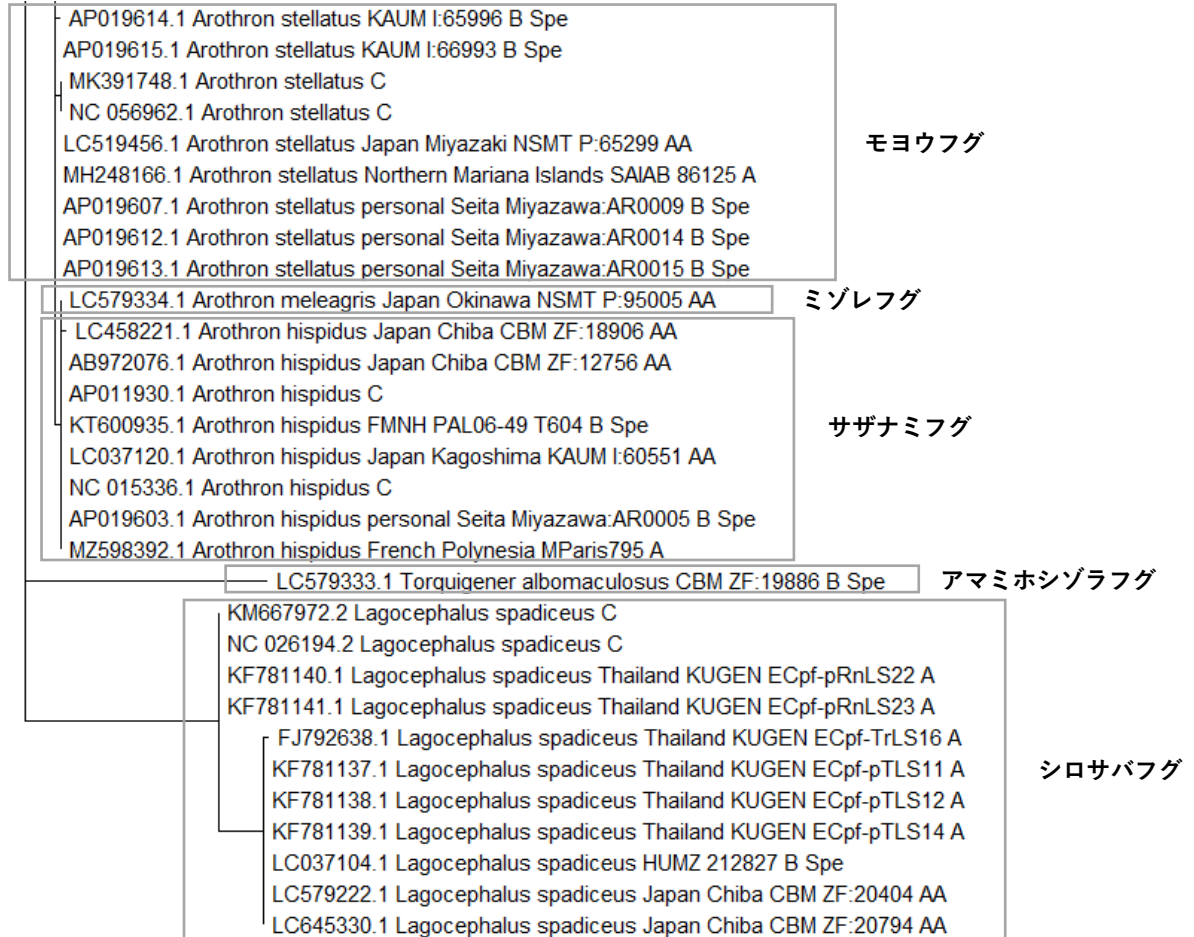 AP019614.1 Arothron stellatus KAUM I:65996 B Spe
AP019615.1 Arothron stellatus KAUM I:66993 B Spe
MK391748.1 Arothron stellatus C
NC 056962.1 Arothron stellatus C
LC519456.1 Arothron stellatus Japan Miyazaki NSMT P:65299 AA
モヨウフグ
MH248166.1 Arothron stellatus Northern Mariana Islands SAIAB 86125 A
AP019607.1 Arothron stellatus personal Seita Miyazawa:AR0009 B Spe
AP019612.1 Arothron stellatus personal Seita Miyazawa:AR0014 B Spe
AP019613.1 Arothron stellatus personal Seita Miyazawa:AR0015 B Spe
LC579334.1 Arothron meleagris Japan Okinawa NSMT P:95005 AA
ミゾレフグ
LC458221.1 Arothron hispidus Japan Chiba CBM ZF:18906 AA
AB972076.1 Arothron hispidus Japan Chiba CBM ZF:12756 AA
AP011930.1 Arothron hispidus C
KT600935.1 Arothron hispidus FMNH PAL06-49 T604 B Spe
サザナミフグ
LC037120.1 Arothron hispidus Japan Kagoshima KAUM I:60551 AA
NC 015336.1 Arothron hispidus C
AP019603.1 Arothron hispidus personal Seita Miyazawa:AR0005 B Spe
MZ598392.1 Arothron hispidus French Polynesia MParis795 A
LC579333.1 Torquigener albomaculosus CBM ZF:19886 B Spe
アマミホシゾラフグ
KM667972.2 Lagocephalus spadiceus C
NC 026194.2 Lagocephalus spadiceus C
KF781140.1 Lagocephalus spadiceus Thailand KUGEN ECpf-pRnLS22 A
KF781141.1 Lagocephalus spadiceus Thailand KUGEN ECpf-pRnLS23 A
FJ792638.1 Lagocephalus spadiceus Thailand KUGEN ECpf-TrLS16 A
KF781137.1 Lagocephalus spadiceus Thailand KUGEN ECpf-pTLS11 A
シロサバフグ
KF781138.1 Lagocephalus spadiceus Thailand KUGEN ECpf-pTLS12 A
KF781139.1 Lagocephalus spadiceus Thailand KUGEN ECpf-pTLS14 A
LC037104.1 Lagocephalus spadiceus HUMZ 212827 B Spe
LC579222.1 Lagocephalus spadiceus Japan Chiba CBM ZF:20404 AA
LC645330.1 Lagocephalus spadiceus Japan Chiba CBM ZF:20794 AA